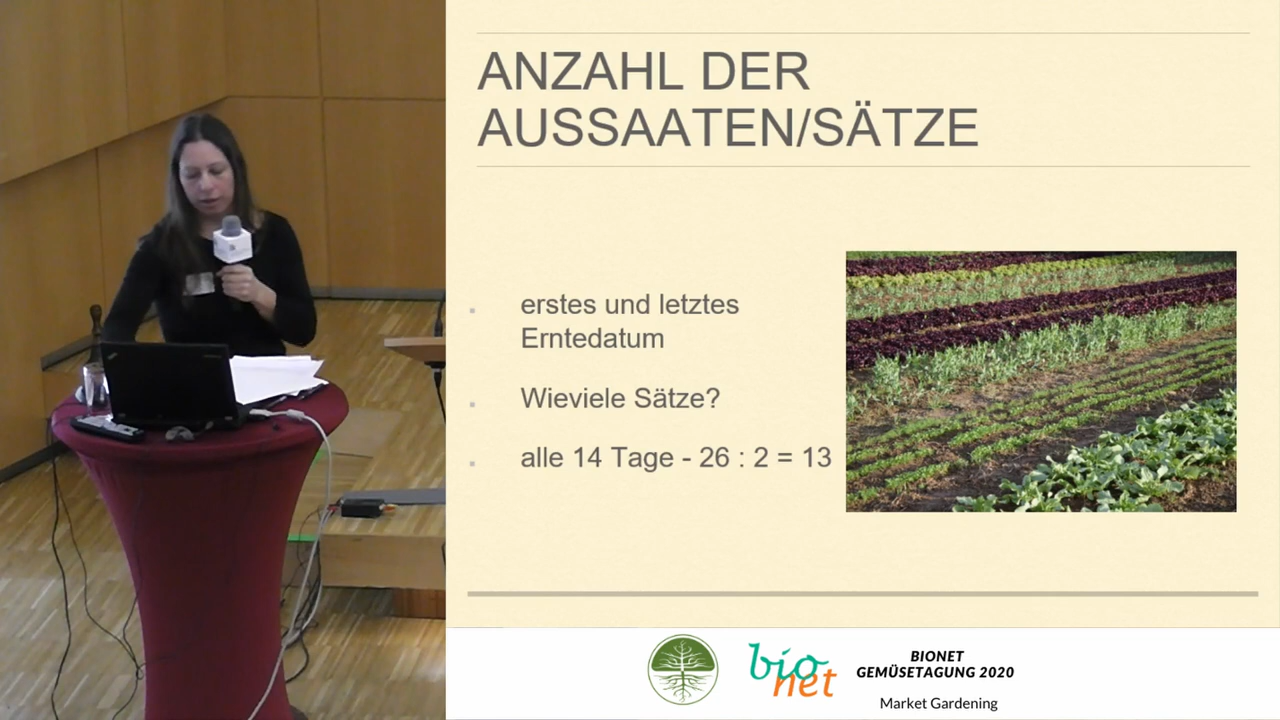 ANZAHL DER
AUSSAATEN/SÄTZE
erstes und letztes
Erntedatum
Wieviele Sätze?
alle 14 Tage - 26 : 2 = 13
bio
net
BIONET
GEMÜSETAGUNG 2020
Market Gardening